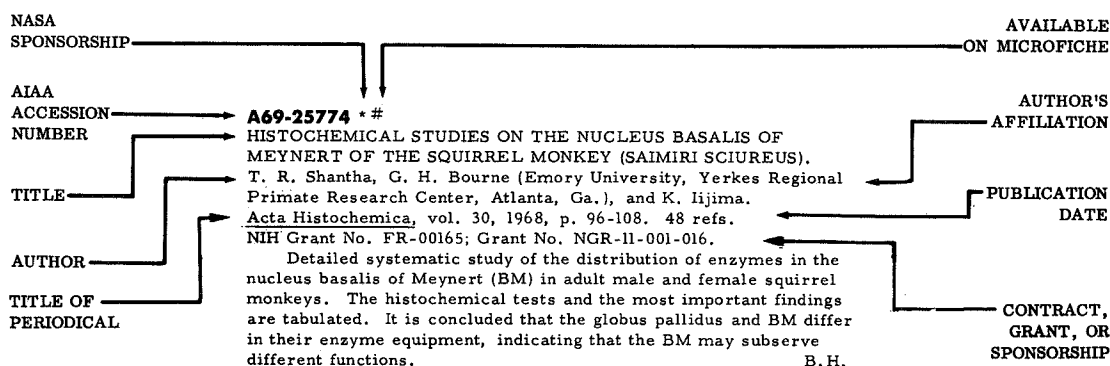 NASA
SPONSORSHIP
AVAILABLE
ON MICROFICHE
AIAA
ACCESSION
NUMBER
A69-25774 * #
AUTHOR'S
AFFILIATION
HISTOCHEMICAL STUDIES ON THE NUCLEUS BASALIS OF
MEYNERT OF THE SQUIRREL MONKEY (SAIMIRI SCIUREUS).
TITLE
T. R. Shantha, G. H. Bourne (Emory University, Yerkes Regional
Primate Research Center, Atlanta, Ga.), and K. Iijima.
PUBLICATION
DATE
Acta Histochemica, vol. 30, 1968, p. 96-108. 48 refs.
NIH Grant No. FR-00165; Grant No. NGR-11-001-016.
AUTHOR
Detailed systematic study of the distribution of enzymes in the
nucleus basalis of Meynert (BM) in adult male and female squirrel
monkeys. The histochemical tests and the most important findings
are tabulated. It is concluded that the globus pallidus and BM differ
in their enzyme equipment, indicating that the BM may subserve
different functions. B.H.
TITLE OF
PERIODICAL
CONTRACT,
GRANT, OR
SPONSORSHIP